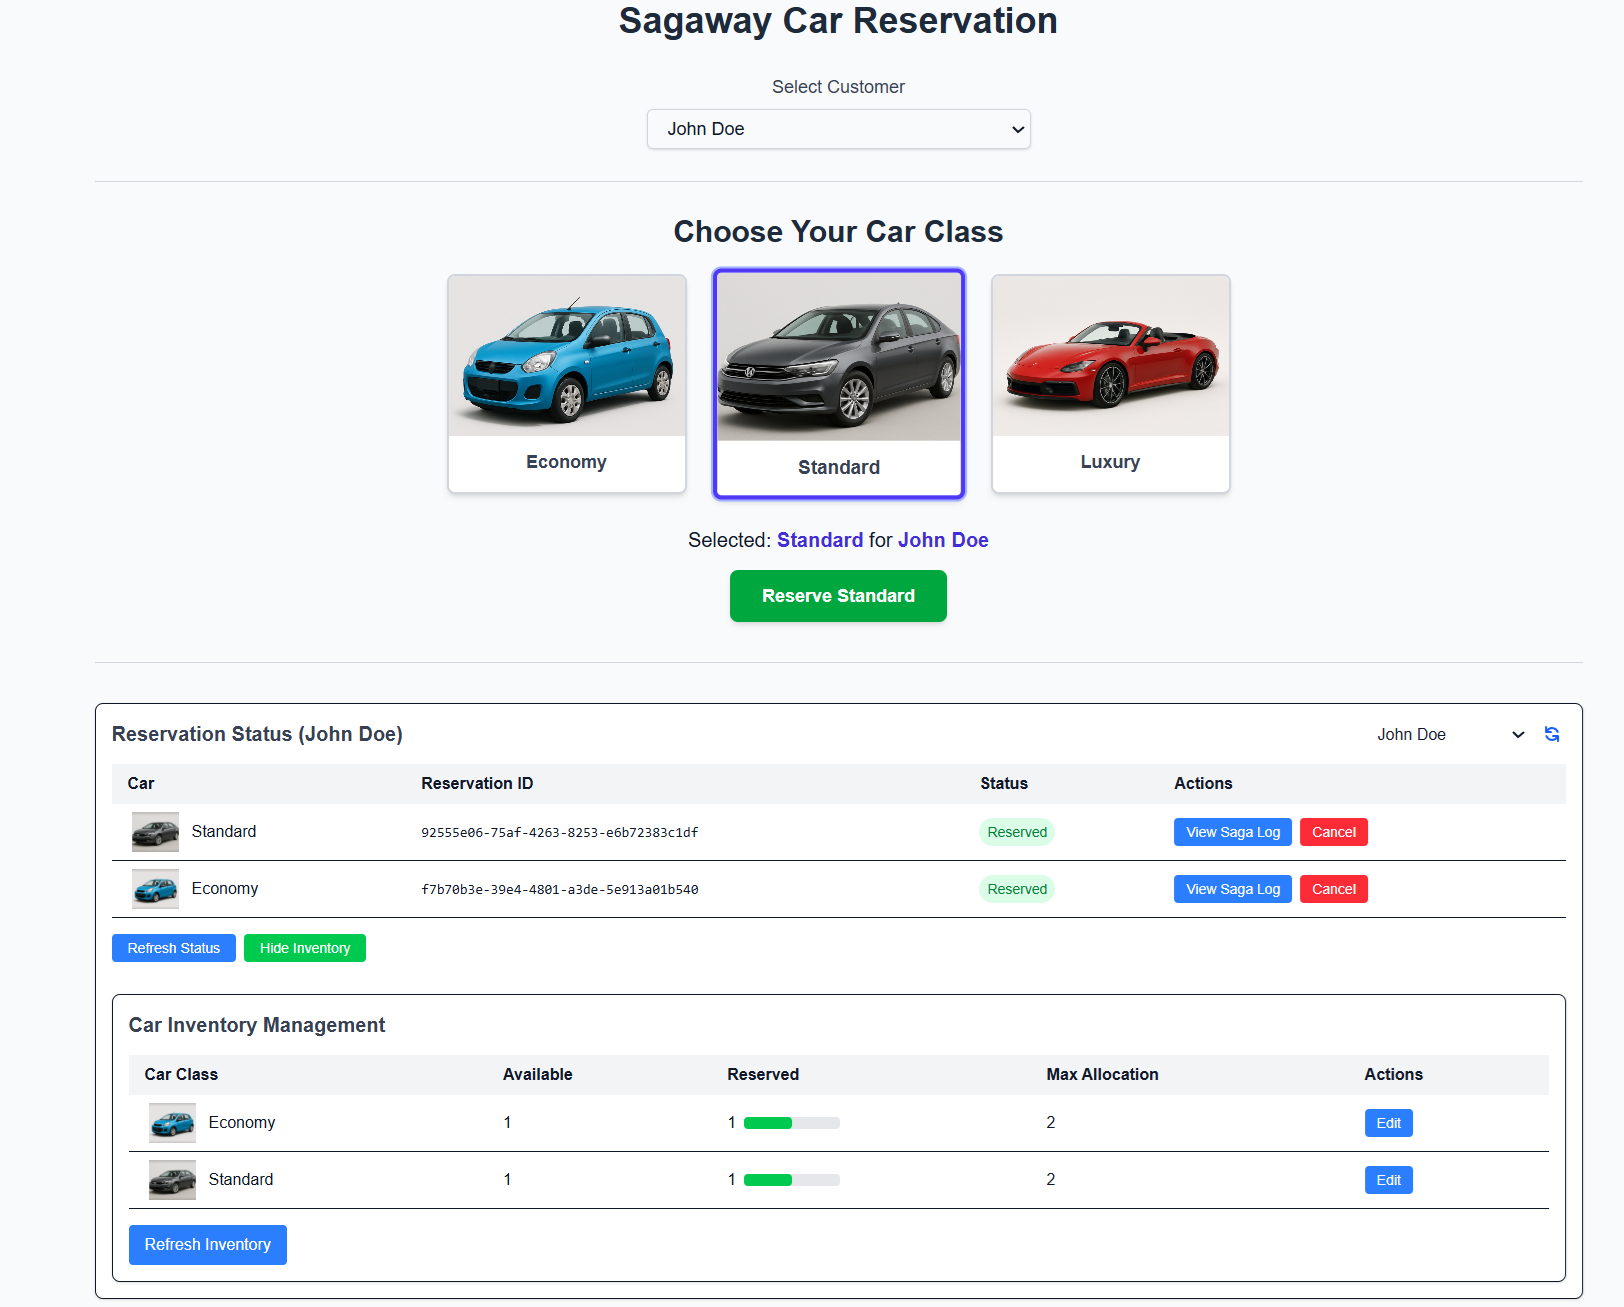 Sagaway Car Reservation
Select Customer
John Doe
Choose Your Car Class
Economy
Standard
Luxury
Selected: Standard for John Doe
Reserve Standard
Reservation Status (John Doe)
John Doe
Car Reservation ID Status Actions
Standard 92555e06-75af-4263-8253-e6b72383c1df Reserved View Saga Log Cancel
Economy f7b70b3e-39e4-4801-a3de-5e913a01b540 Reserved View Saga Log Cancel
Refresh Status Hide Inventory
Car Inventory Management
Car Class Available Reserved Max Allocation Actions
Economy 1 1 2 Edit
Standard 1 1 2 Edit
Refresh Inventory